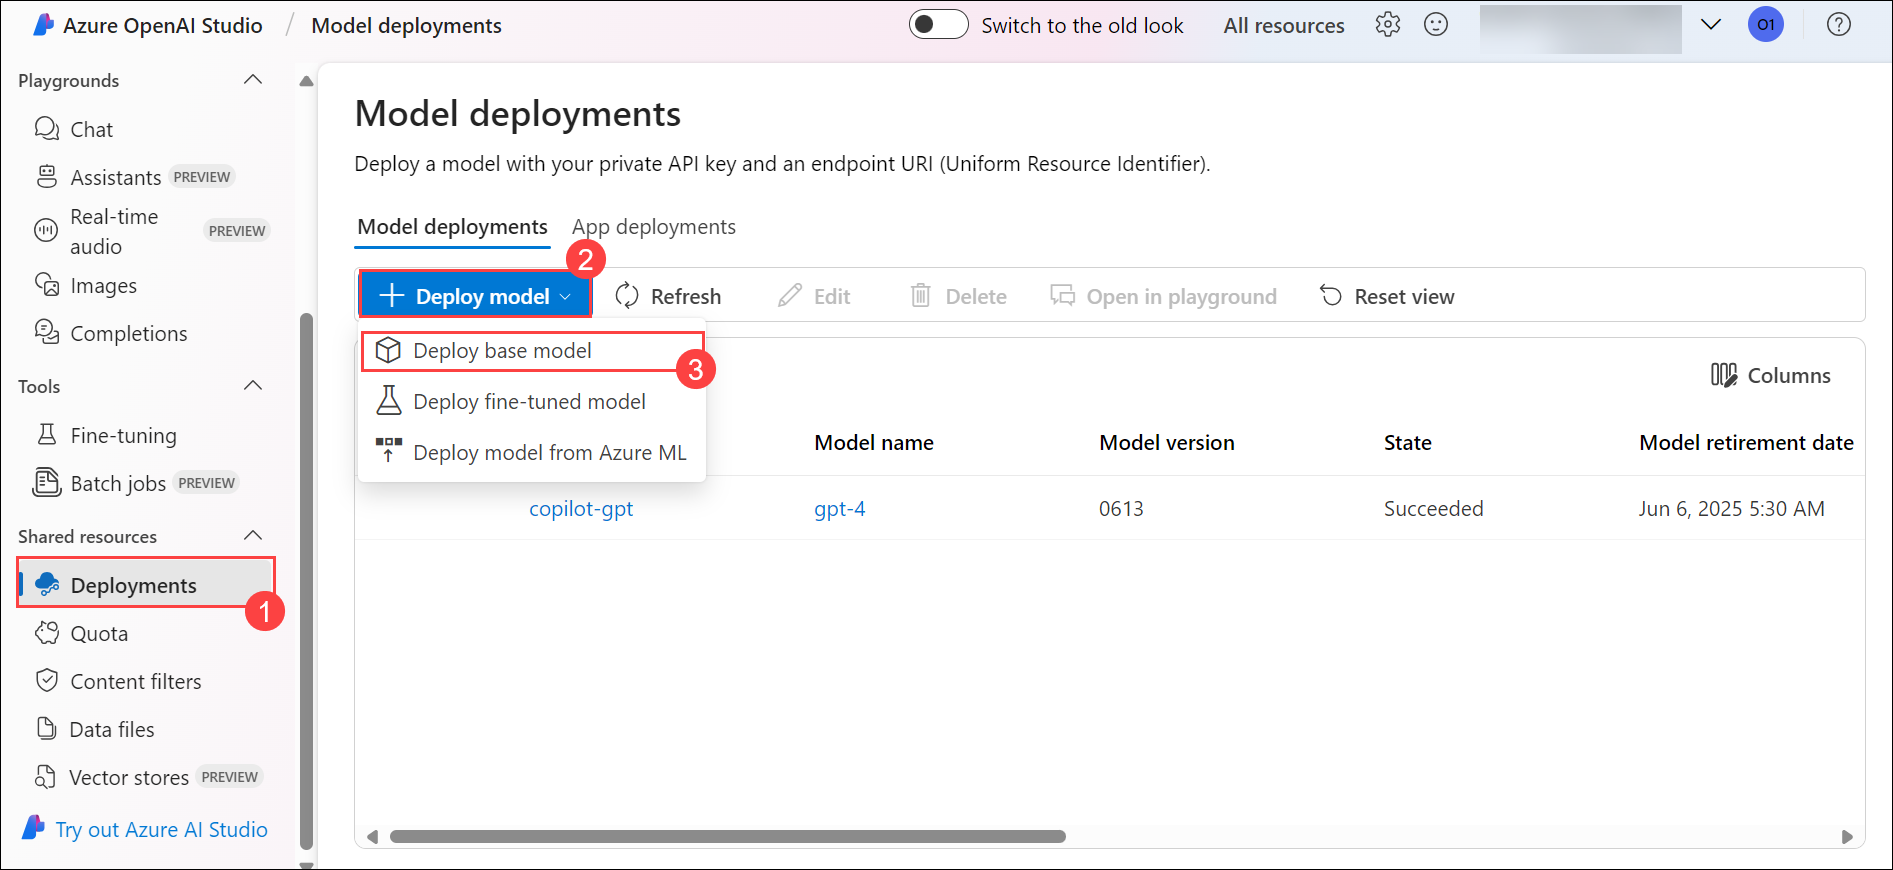 Azure OpenAI Studio / Model deployments
Switch to the old look
All resources
O1
Playgrounds
Chat
Assistants PREVIEW
Real-time
audio
PREVIEW
Images
Completions
Tools
Fine-tuning
Batch jobs PREVIEW
Shared resources
Deployments
1
Quota
Content filters
Data files
Vector stores PREVIEW
Try out Azure AI Studio
Model deployments
Deploy a model with your private API key and an endpoint URI (Uniform Resource Identifier).
Model deployments App deployments
2
Deploy model Refresh Edit Delete Open in playground Reset view
Deploy base model
3
Deploy fine-tuned model
Deploy model from Azure ML
Columns
Model name Model version State Model retirement date
copilot-gpt gpt-4 0613 Succeeded Jun 6, 2025 5:30 AM